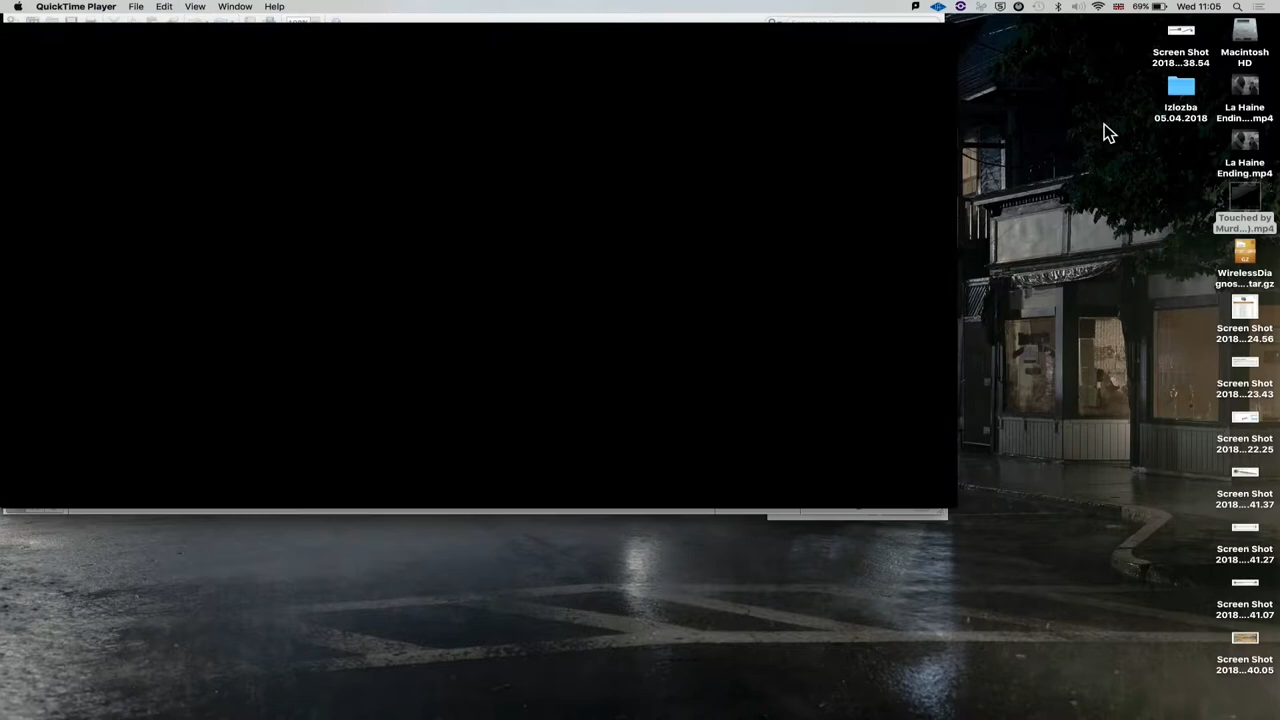 QuickTime Player File Edit View Window Help
69% Wed 11:05
Screen Shot
2018...38.54
Macintosh
HD
Izlozba
05.04.2018
La Haine
Endin....mp4
La Haine
Ending.mp4
Touched by
Murd...).mp4
WirelessDia
gnos....tar.gz
Screen Shot
2018...24.56
Screen Shot
2018...23.43
Screen Shot
2018...22.25
Screen Shot
2018....41.37
Screen Shot
2018....41.27
Screen Shot
2018....41.07
Screen Shot
2018...40.05